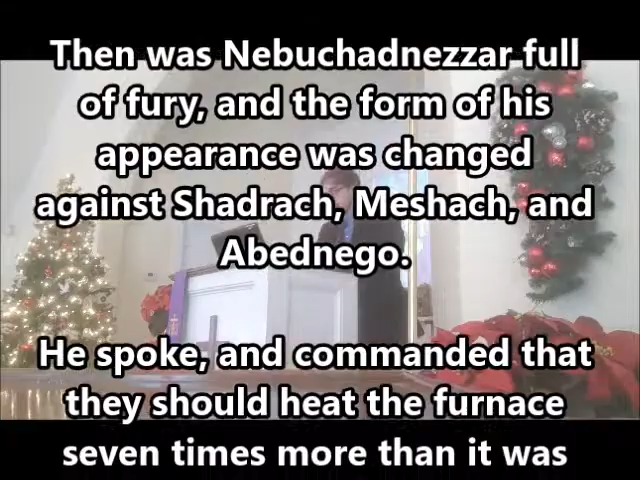 Then was Nebuchadnezzar full
of fury, and the form of his
appearance was changed
against Shadrach, Meshach, and
Abednego.
He spoke, and commanded that
they should heat the furnace
seven times more than it was